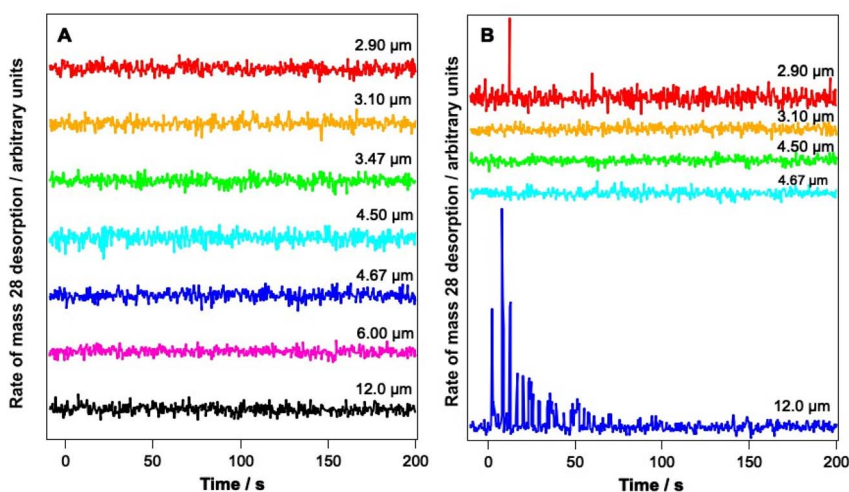 A
Rate of mass 28 desorption / arbitrary units
2.90 μm
3.10 μm
3.47 μm
4.50 μm
4.67 μm
6.00 μm
12.0 μm
0 50 100 150 200
Time / s
B
Rate of mass 28 desorption / arbitrary units
2.90 μm
3.10 μm
4.50 μm
4.67 μm
12.0 μm
0 50 100 150 200
Time / s